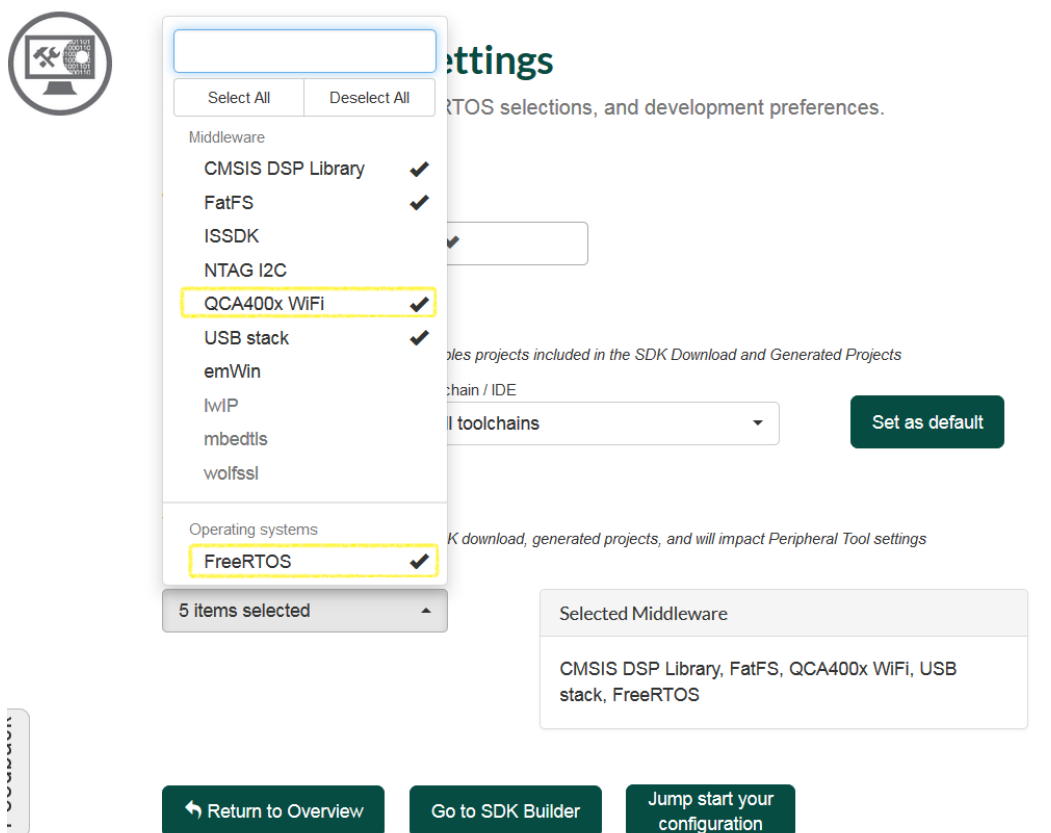 ettings
Select All
Deselect All
TOS selections, and development preferences.
Middleware
CMSIS DSP Library
FatFS
ISSDK
NTAG I2C
QCA400x WiFi
USB stack
projects included in the SDK Download and Generated Projects
emWin
chain / IDE
lwIP
toolchains
Set as default
mbedtls
wolfssl
Operating systems
K download, generated projects, and will impact Peripheral Tool settings
FreeRTOS
5 items selected
Selected Middleware
CMSIS DSP Library, FatFS, QCA400x WiFi, USB
stack, FreeRTOS
Return to Overview
Go to SDK Builder
Jump start your
configuration